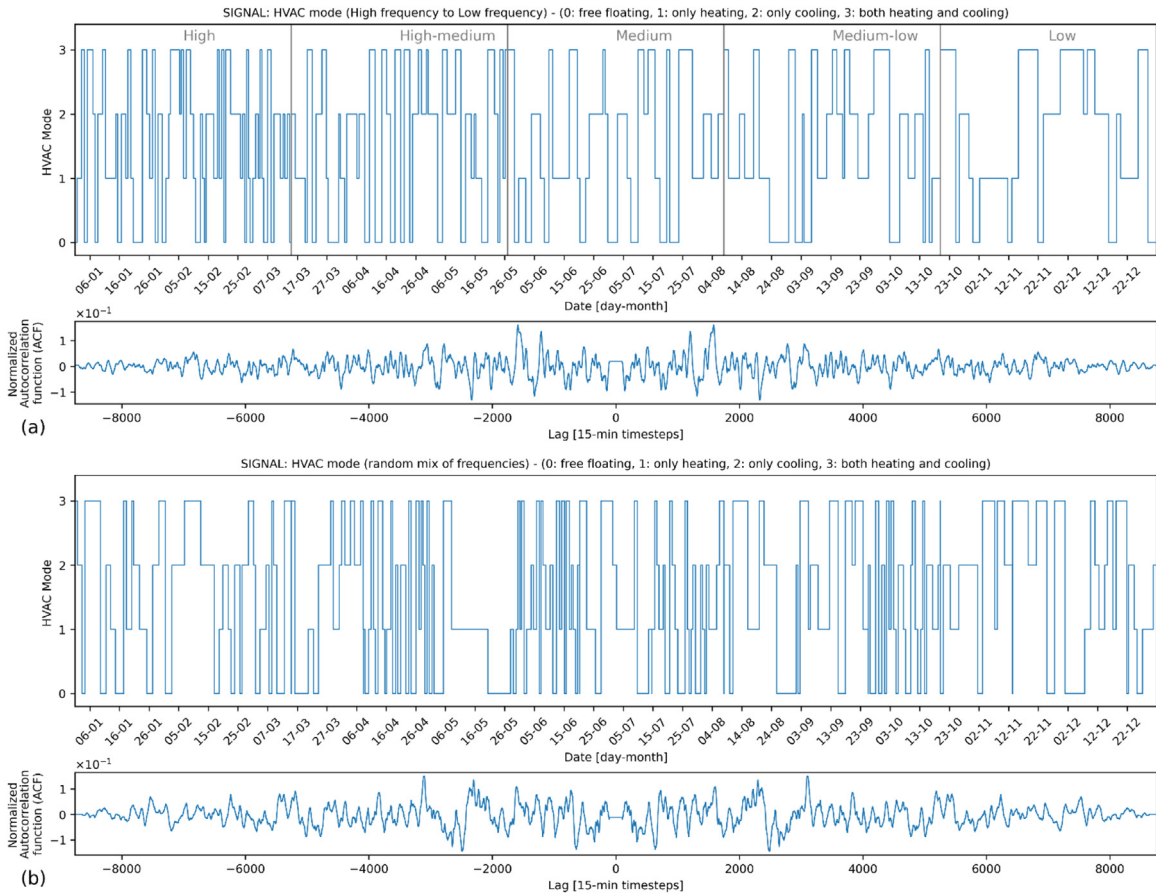 SIGNAL: HVAC mode (High frequency to Low frequency) - (0: free floating, 1: only heating, 2: only cooling, 3: both heating and cooling)
High High-medium Medium Medium-low Low
3
2
1
0
HVAC Mode
06-01 16-01 26-01 05-02 15-02 25-02 07-03 17-03 27-03 06-04 16-04 26-04 06-05 16-05 26-05 05-06 15-06 25-06 05-07 15-07 25-07 04-08 14-08 24-08 03-09 13-09 23-09 03-10 13-10 23-10 02-11 12-11 22-11 02-12 12-12 22-12
Date [day-month]
×10⁻¹
1
0
−1
Normalized
Autocorrelation
function (ACF)
−8000 −6000 −4000 −2000 0 2000 4000 6000 8000
Lag [15-min timesteps]
(a)
SIGNAL: HVAC mode (random mix of frequencies) - (0: free floating, 1: only heating, 2: only cooling, 3: both heating and cooling)
3
2
1
0
HVAC Mode
06-01 16-01 26-01 05-02 15-02 25-02 07-03 17-03 27-03 06-04 16-04 26-04 06-05 16-05 26-05 05-06 15-06 25-06 05-07 15-07 25-07 04-08 14-08 24-08 03-09 13-09 23-09 03-10 13-10 23-10 02-11 12-11 22-11 02-12 12-12 22-12
Date [day-month]
×10⁻¹
1
0
−1
Normalized
Autocorrelation
function (ACF)
−8000 −6000 −4000 −2000 0 2000 4000 6000 8000
Lag [15-min timesteps]
(b)